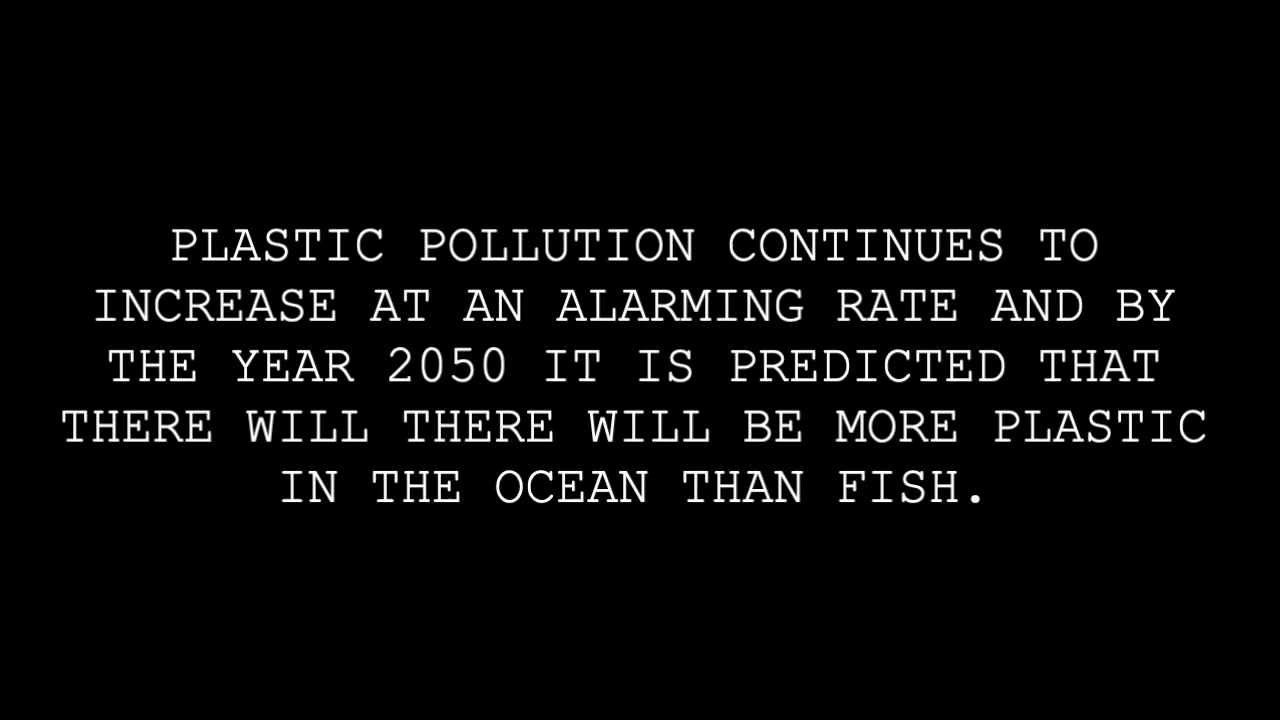 PLASTIC POLLUTION CONTINUES TO
INCREASE AT AN ALARMING RATE AND BY
THE YEAR 2050 IT IS PREDICTED THAT
THERE WILL THERE WILL BE MORE PLASTIC
IN THE OCEAN THAN FISH.